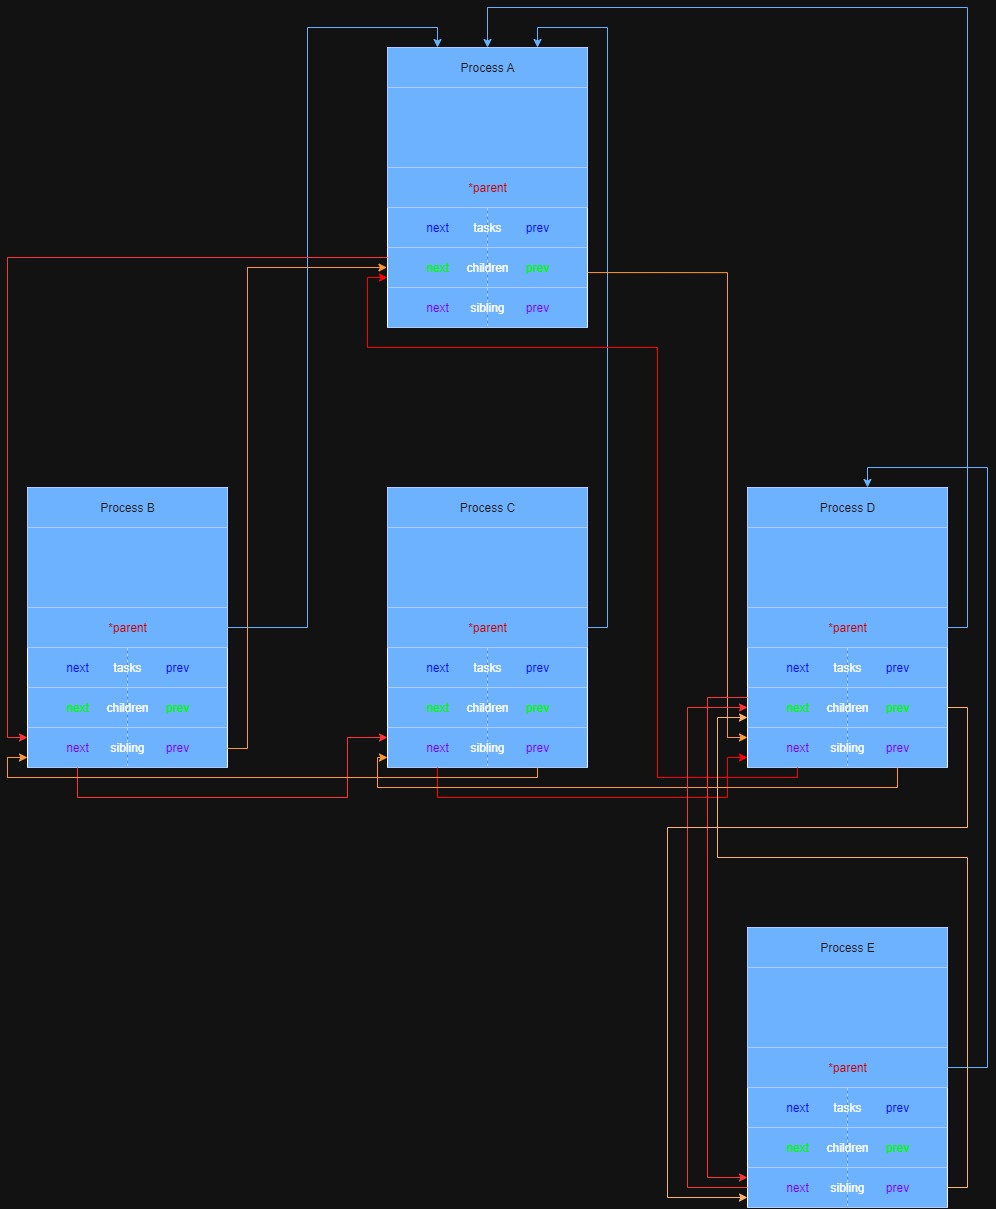 Process A
*parent
next tasks prev
next children prev
next sibling prev
Process B
*parent
next tasks prev
next children prev
next sibling prev
Process C
*parent
next tasks prev
next children prev
next sibling prev
Process D
*parent
next tasks prev
next children prev
next sibling prev
Process E
*parent
next tasks prev
next children prev
next sibling prev